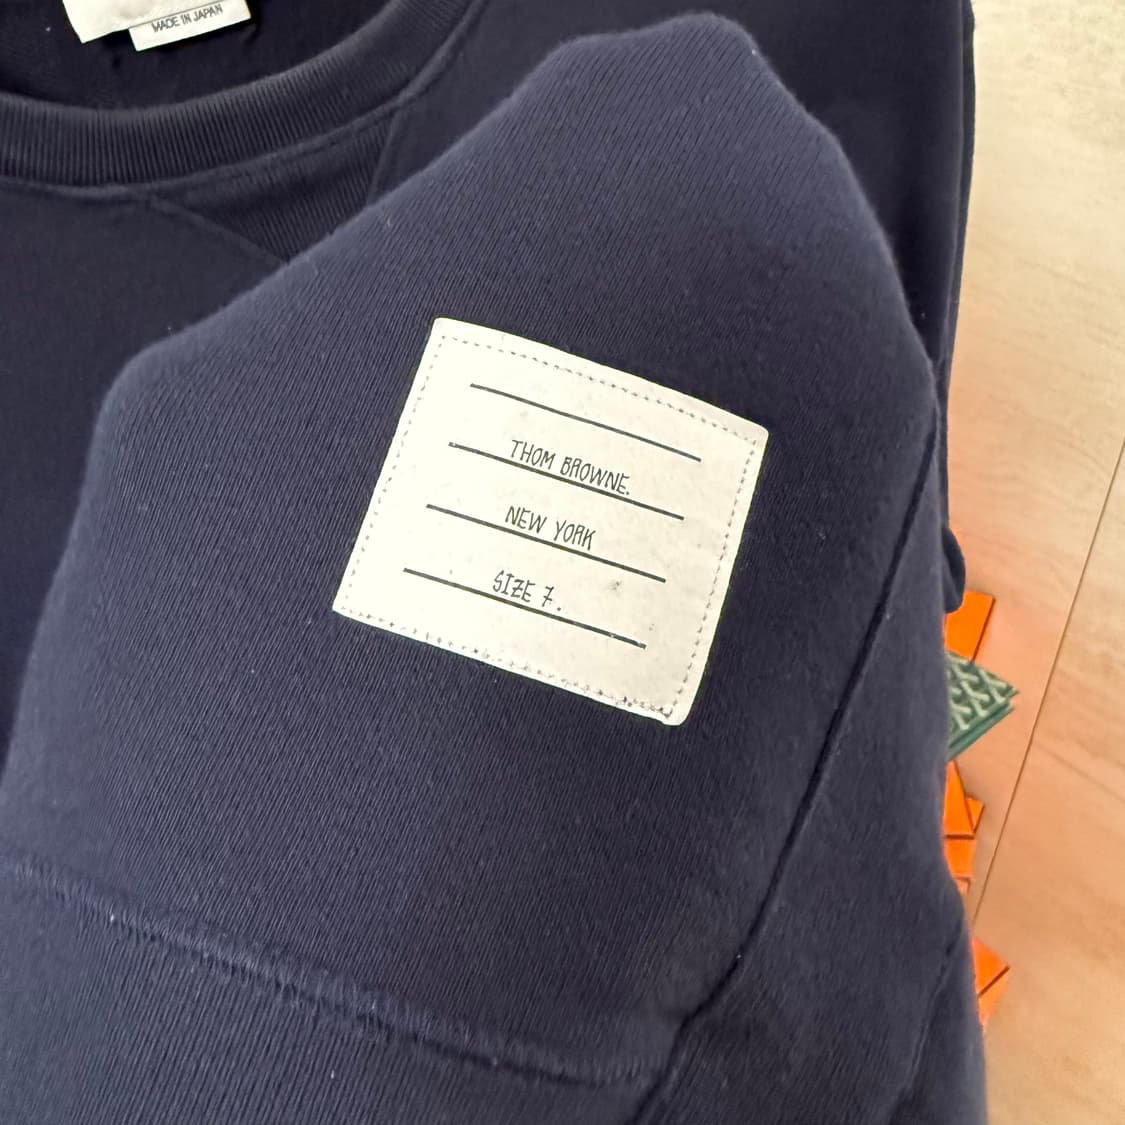 MADE IN JAPAN
THOM BROWNE.
NEW YORK
SIZE 7.